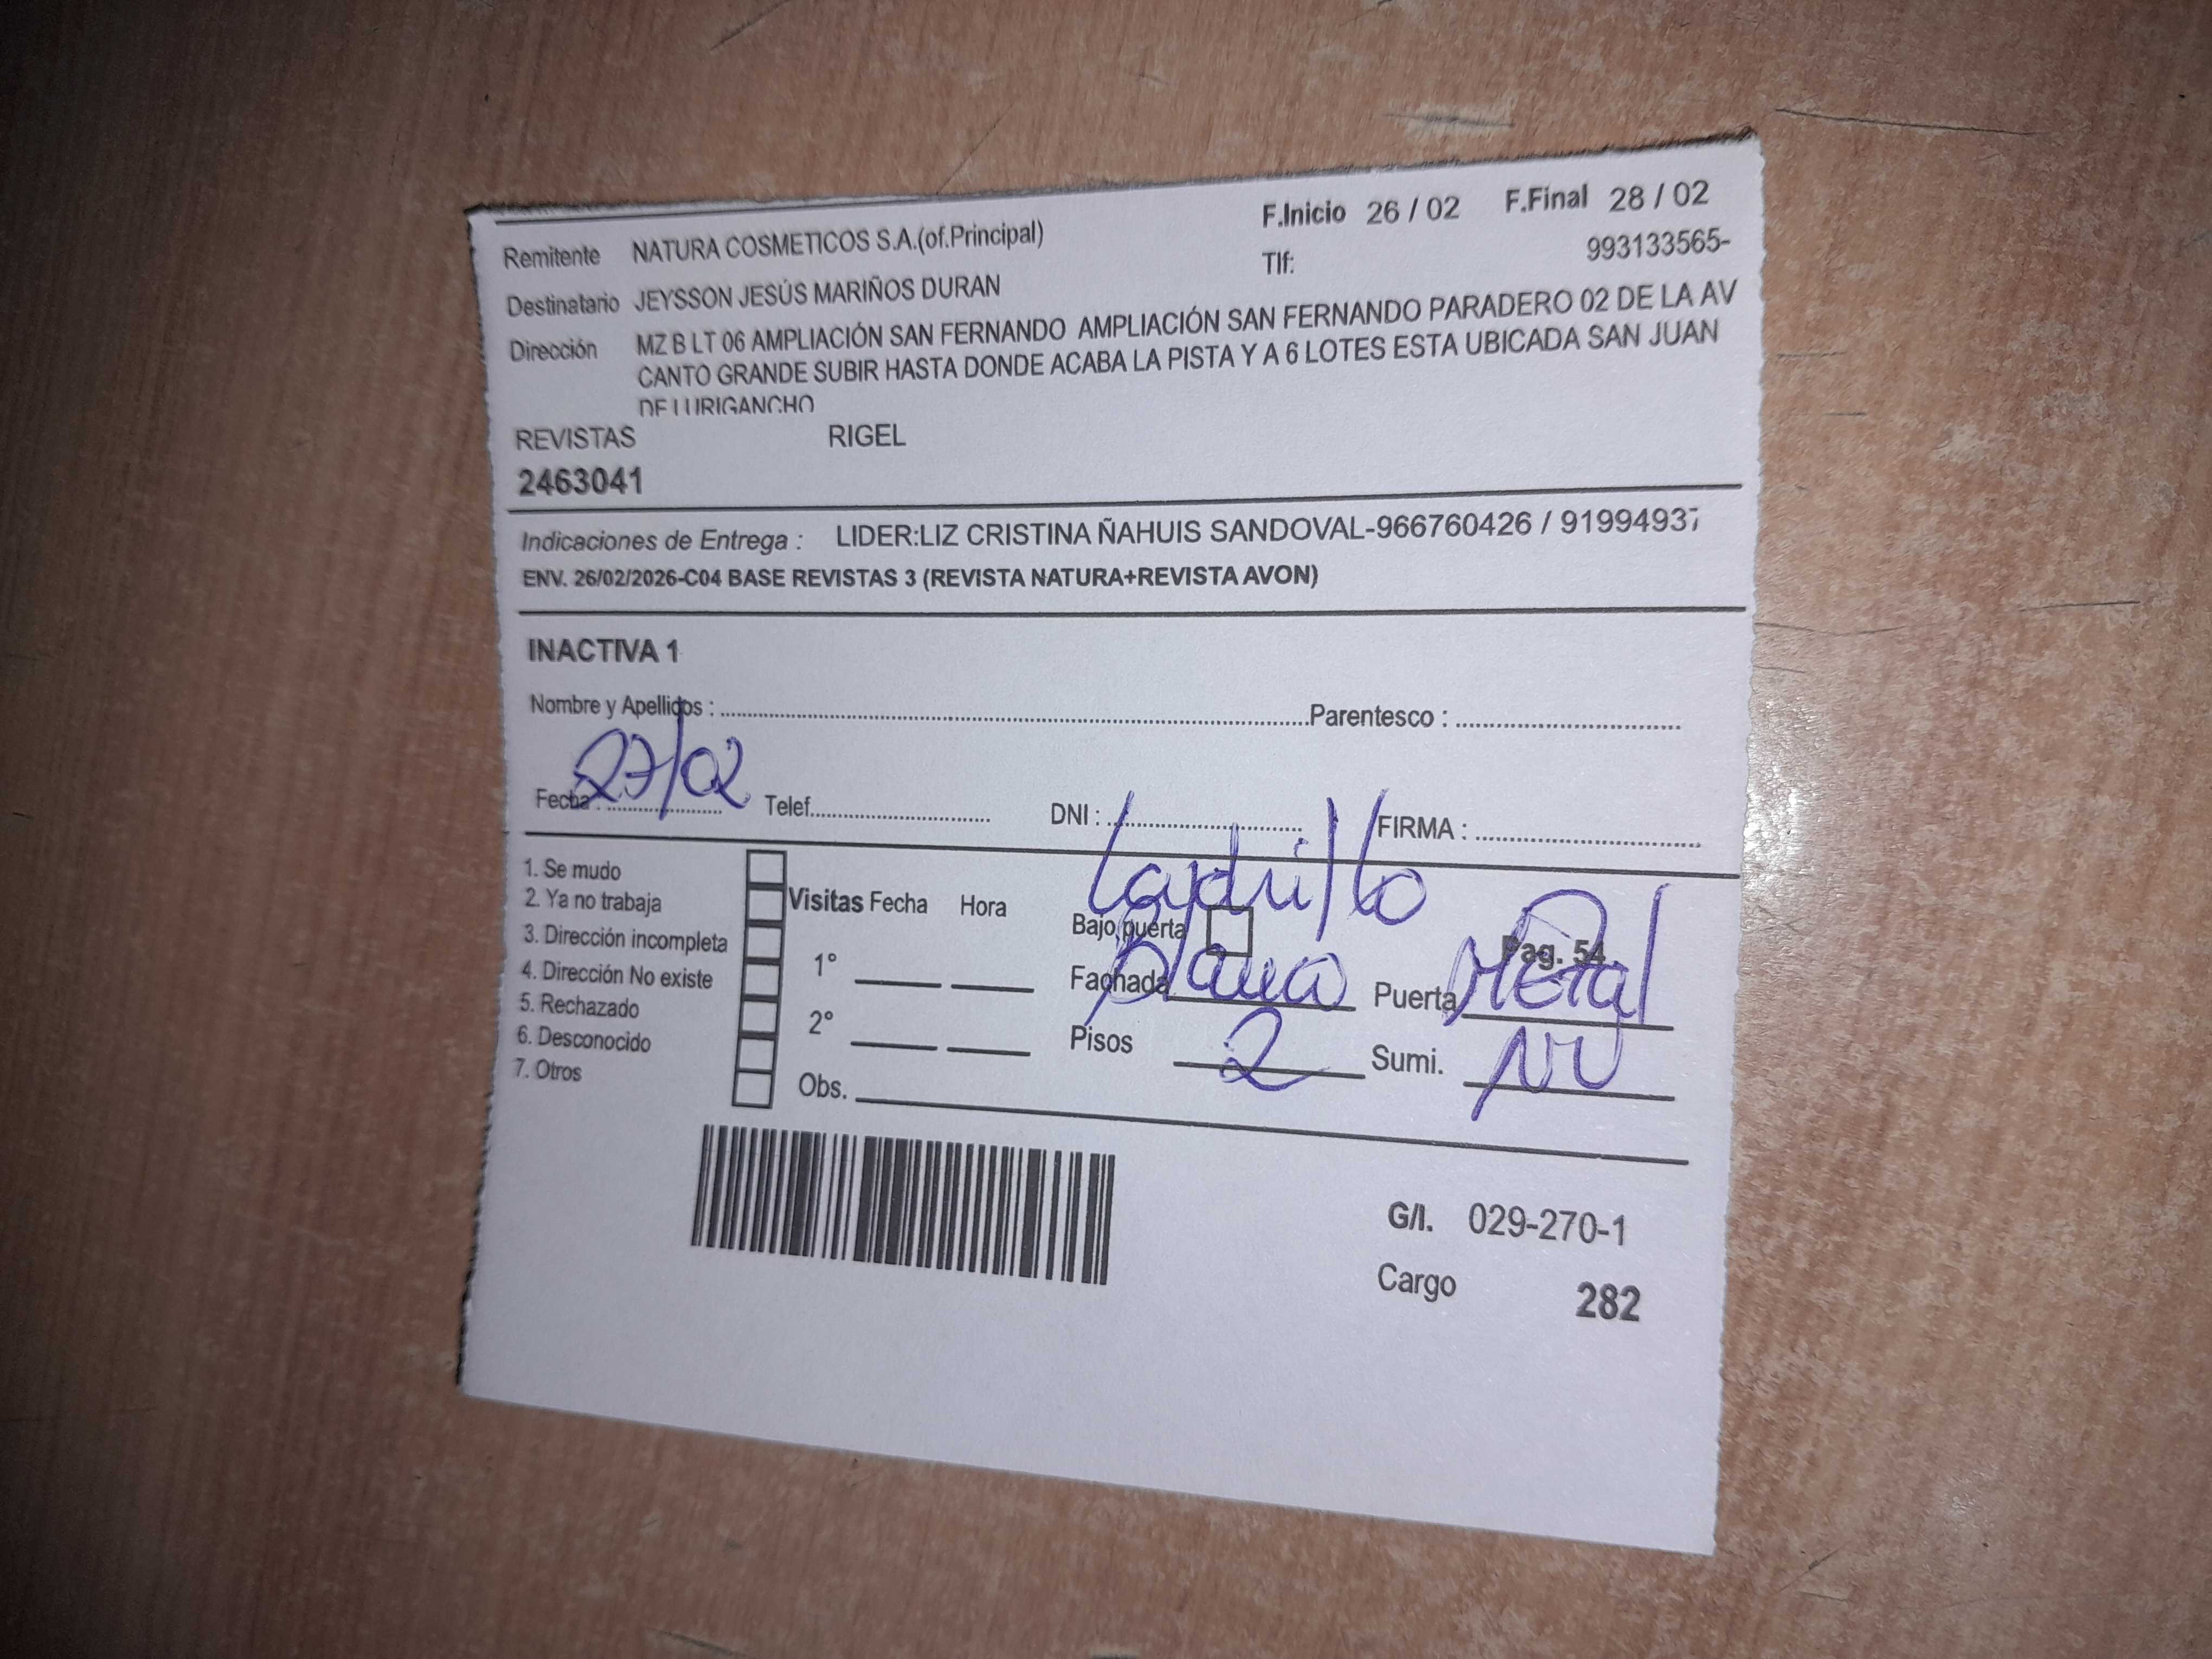 Remitente NATURA COSMETICOS S.A.(of.Principal) F.Inicio 26 / 02 F.Final 28 / 02
Tlf: 993133565-
Destinatario JEYSSON JESÚS MARIÑOS DURAN
Dirección MZ B LT 06 AMPLIACIÓN SAN FERNANDO AMPLIACIÓN SAN FERNANDO PARADERO 02 DE LA AV
CANTO GRANDE SUBIR HASTA DONDE ACABA LA PISTA Y A 6 LOTES ESTA UBICADA SAN JUAN
DE LURIGANCHO
REVISTAS RIGEL
2463041
Indicaciones de Entrega : LIDER:LIZ CRISTINA ÑAHUIS SANDOVAL-966760426 / 91994937
ENV. 26/02/2026-C04 BASE REVISTAS 3 (REVISTA NATURA+REVISTA AVON)
INACTIVA 1
Nombre y Apellidos : Parentesco :
Fecha : 27/02 Telef. DNI : FIRMA :
1. Se mudo
2. Ya no trabaja
3. Dirección incompleta
4. Dirección No existe
5. Rechazado
6. Desconocido
7. Otros
Visitas Fecha Hora
1°
2°
Obs.
Ladrillo
Bajo puerta Pag. 54
Fachada Puerta Metal
Pisos 2 Sumi.
G/I. 029-270-1
Cargo 282